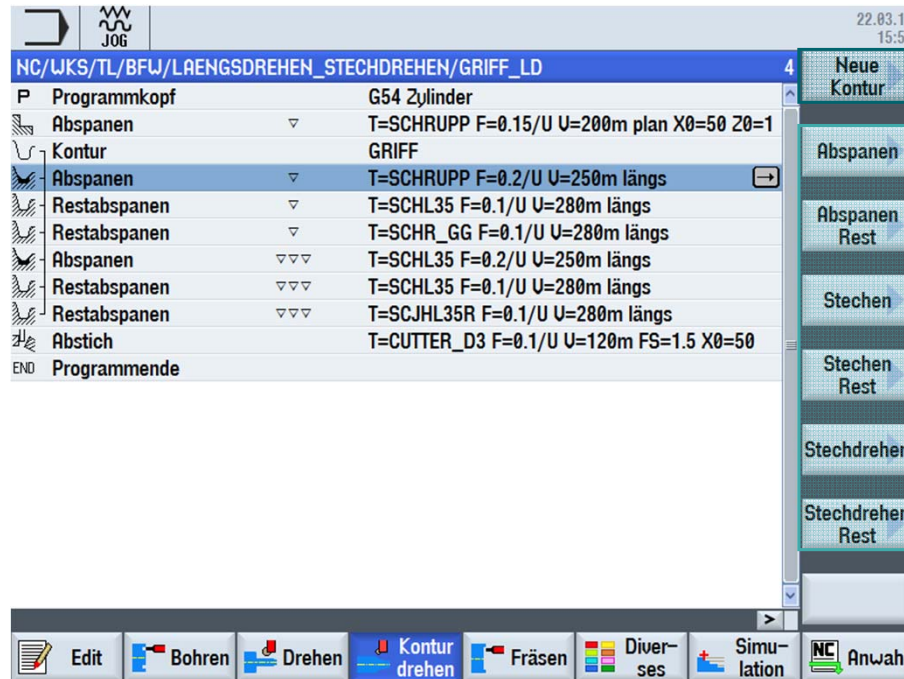 JOG
22.03.1
15:5
NC/WKS/TL/BFW/LAENGSDREHEN_STECHDREHEN/GRIFF_LD 4
P Programmkopf G54 Zylinder
Abspanen ▽ T=SCHRUPP F=0.15/U V=200m plan X0=50 Z0=1
Kontur GRIFF
Abspanen ▽ T=SCHRUPP F=0.2/U V=250m längs
Restabspanen ▽ T=SCHL35 F=0.1/U V=280m längs
Restabspanen ▽ T=SCHR_GG F=0.1/U V=280m längs
Abspanen ▽▽▽ T=SCHL35 F=0.2/U V=250m längs
Restabspanen ▽▽▽ T=SCHL35 F=0.1/U V=280m längs
Restabspanen ▽▽▽ T=SCJHL35R F=0.1/U V=280m längs
Abstich T=CUTTER_D3 F=0.1/U V=120m FS=1.5 X0=50
END Programmende
Neue
Kontur
Abspanen
Abspanen
Rest
Stechen
Stechen
Rest
Stechdrehen
Stechdrehen
Rest
>
Edit
Bohren
Drehen
Kontur
drehen
Fräsen
Diver-
ses
Simu-
lation
NC
Anwah